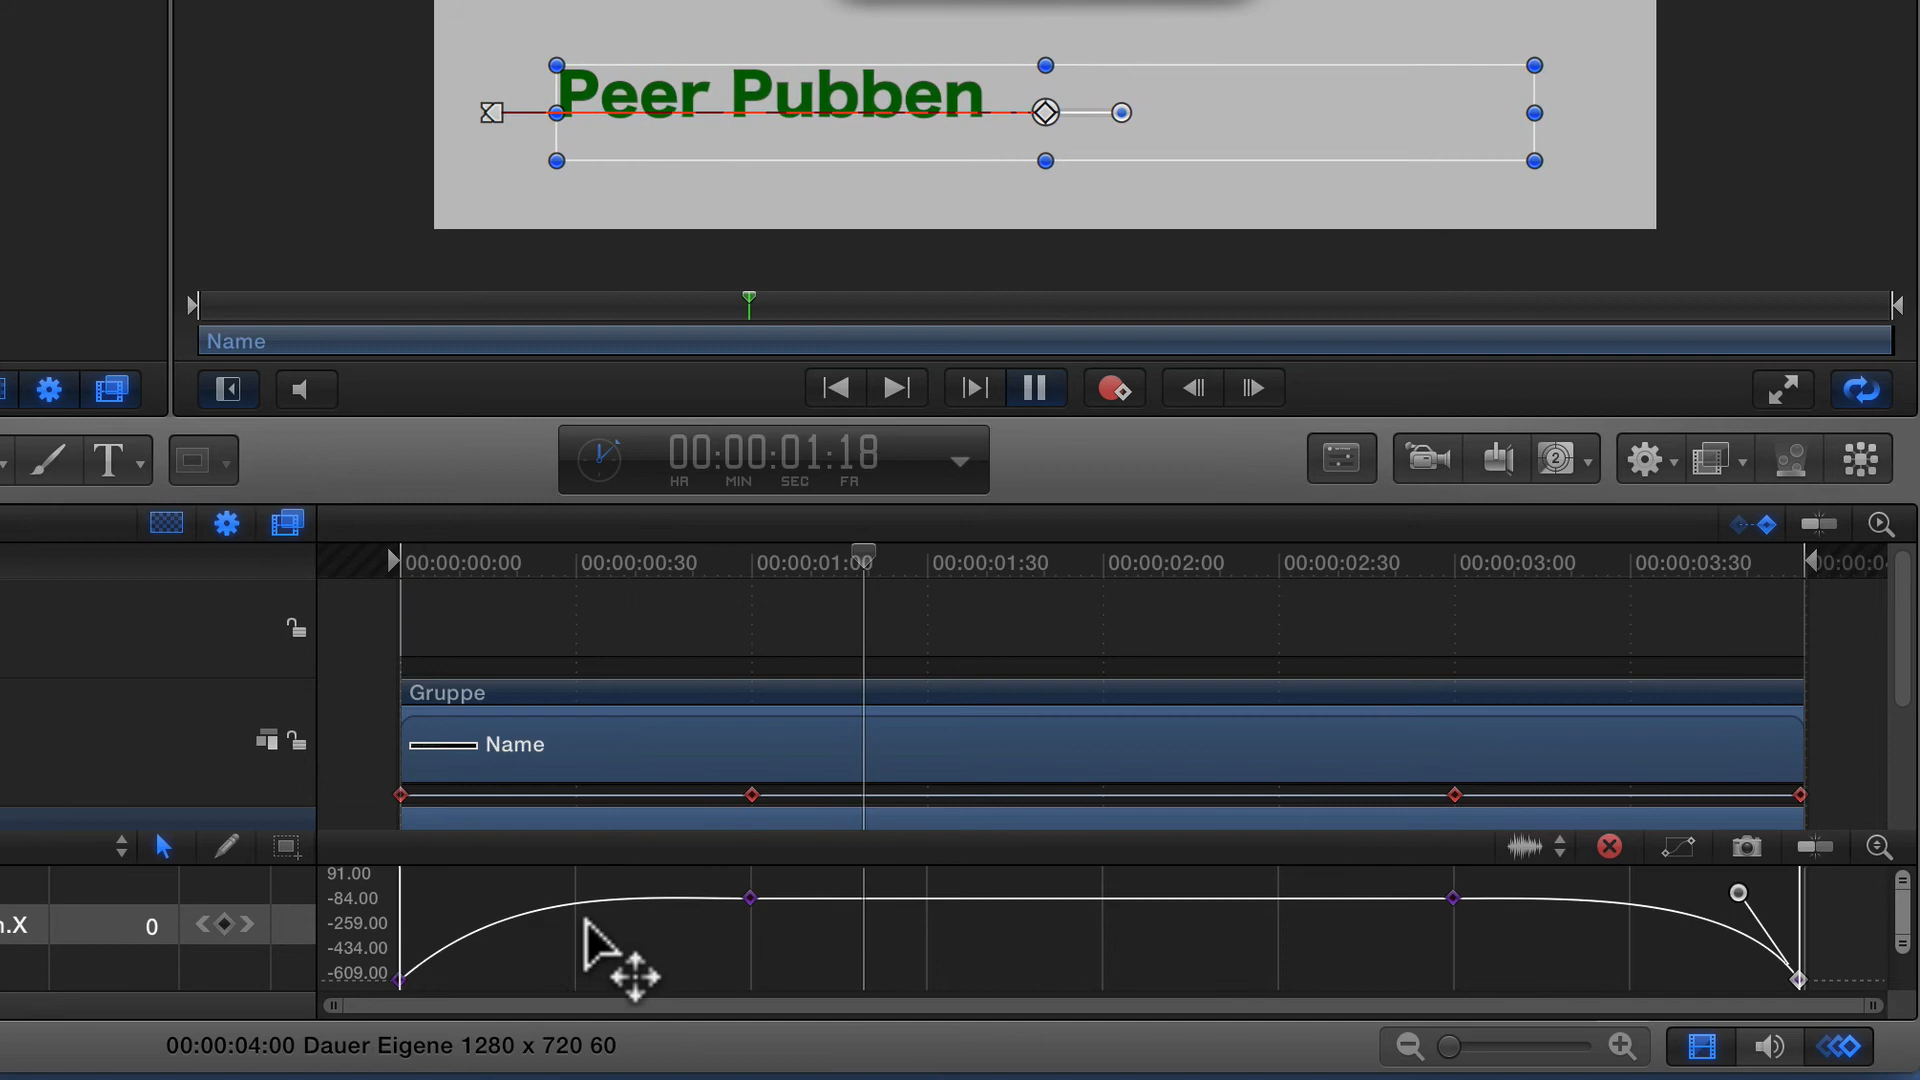 Peer Pubben
Name
T
00:00:01:18
HR MIN SEC FR
2
00:00:00:00 00:00:00:30 00:00:01:00 00:00:01:30 00:00:02:00 00:00:02:30 00:00:03:00 00:00:03:30
Gruppe
Name
91.00
-84.00
-259.00
.X 0
-434.00
-609.00
00:00:04:00 Dauer Eigene 1280 x 720 60